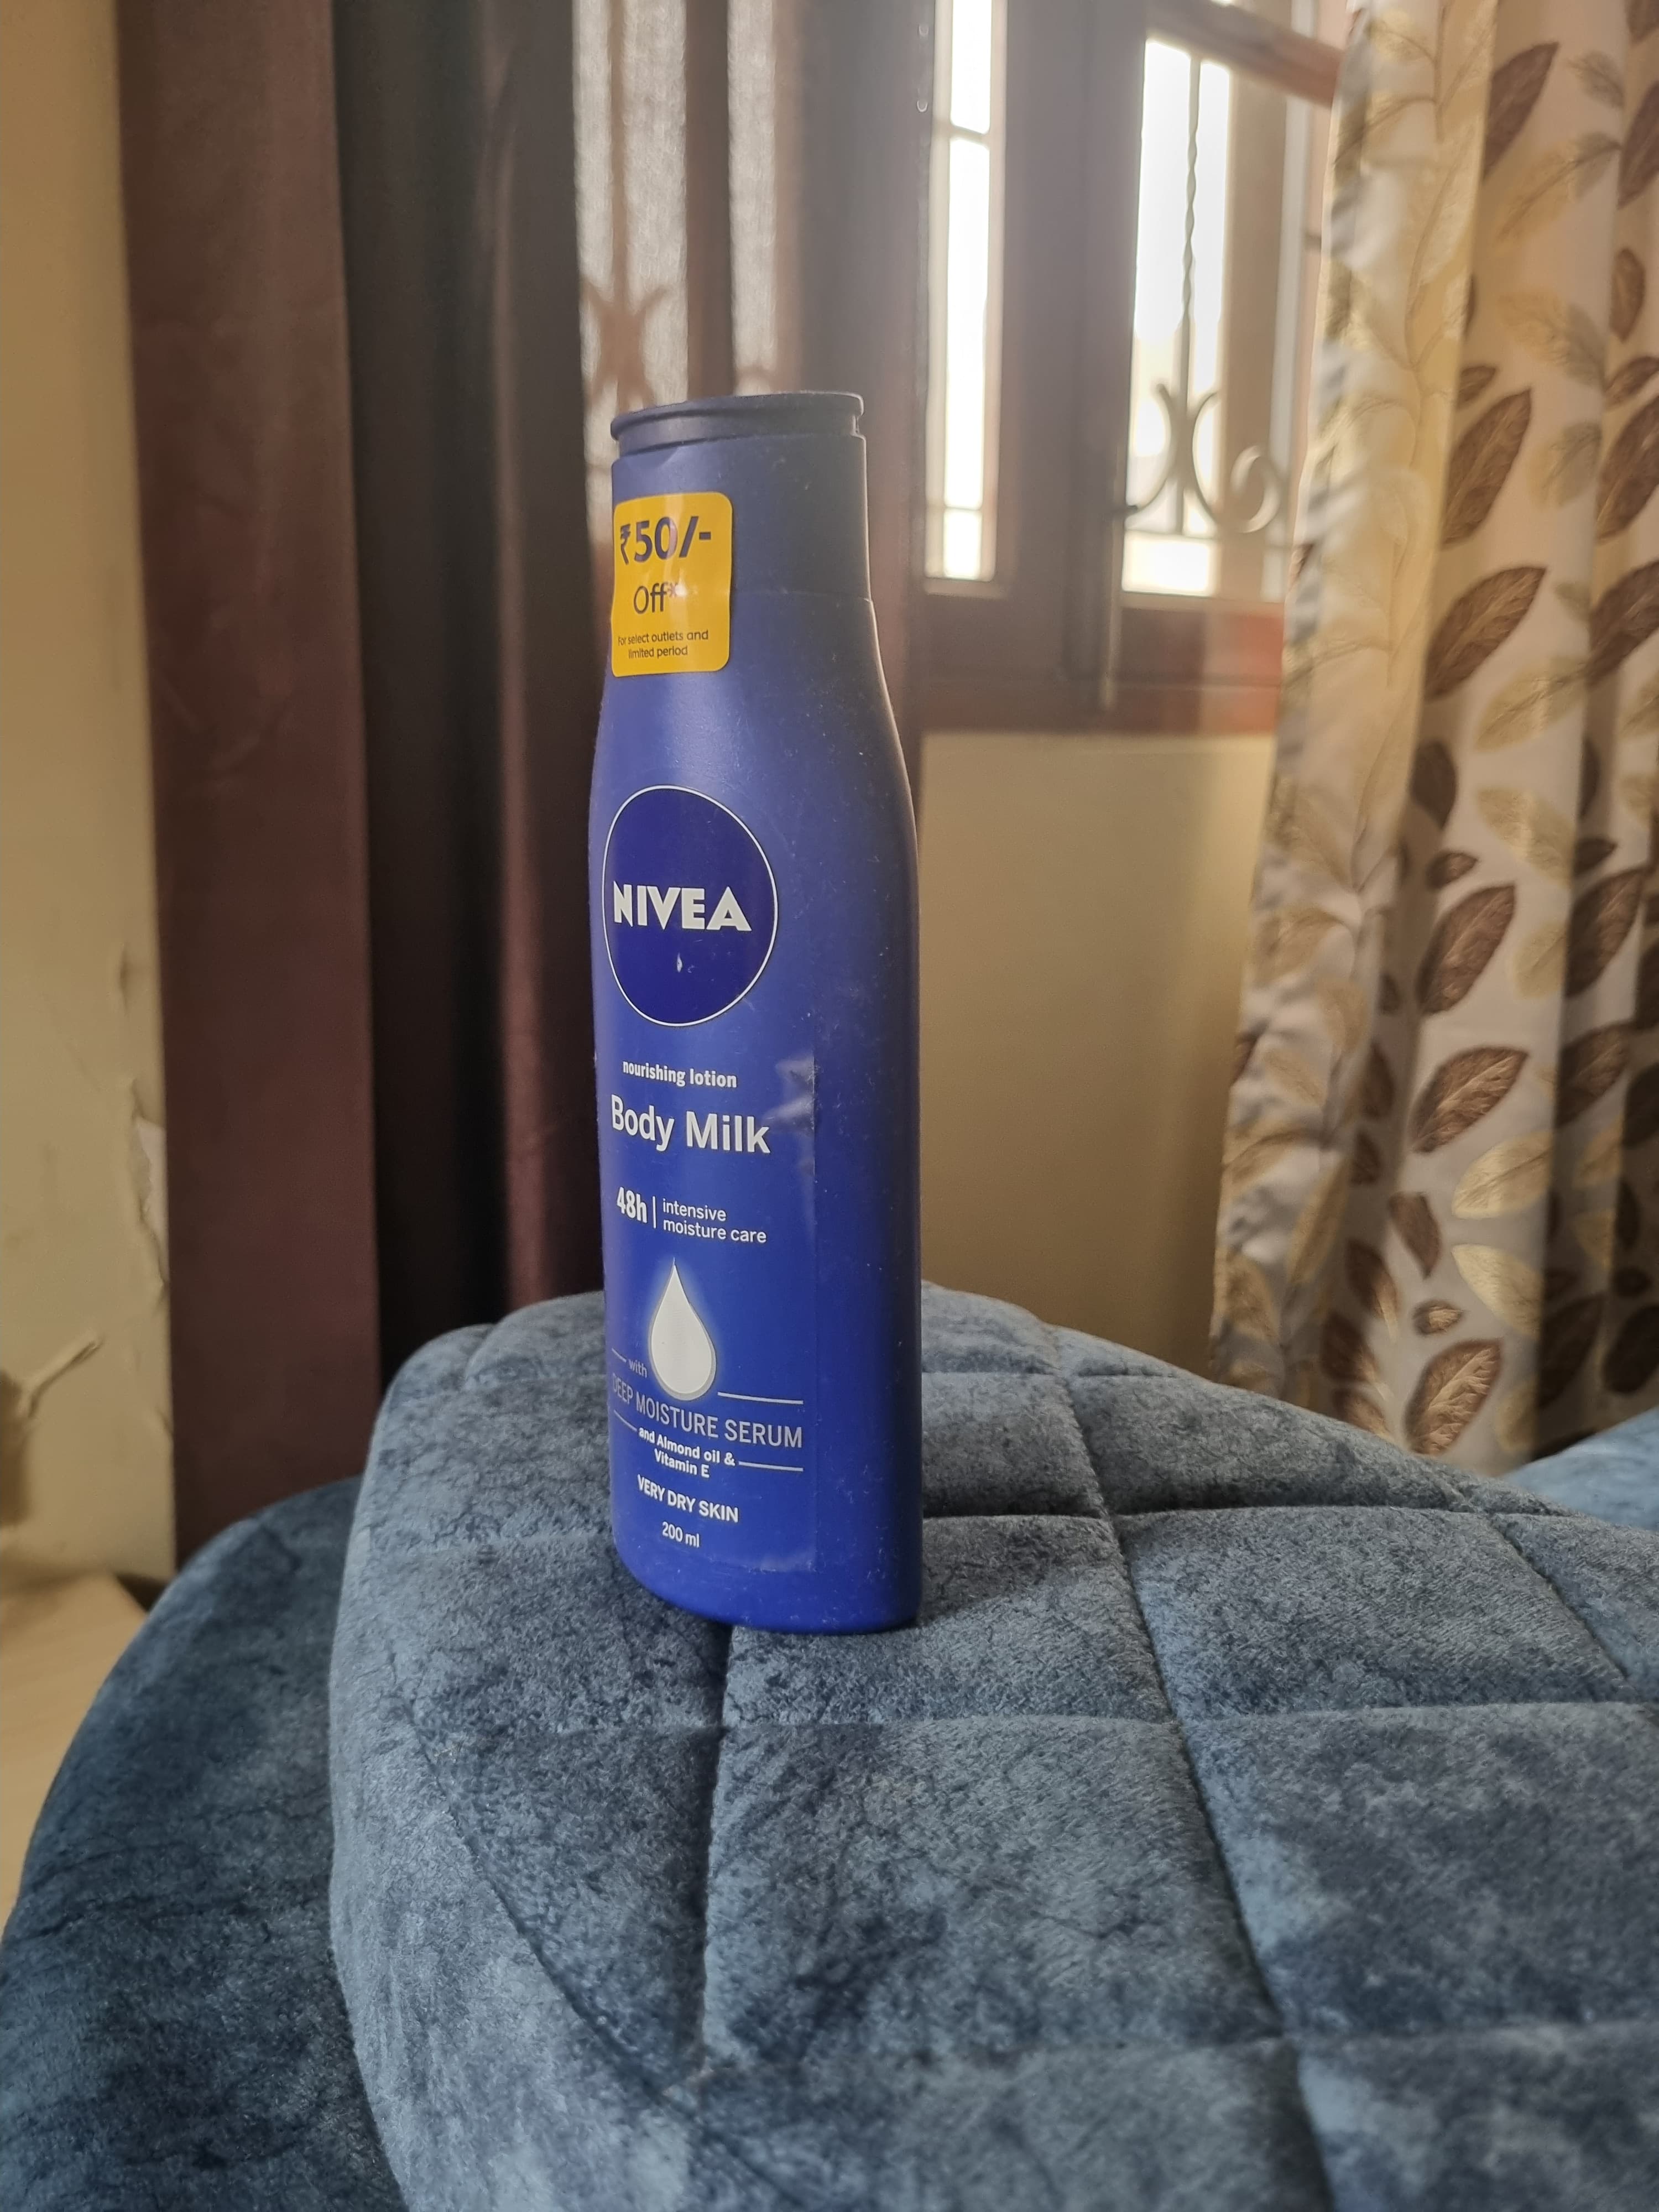 ₹50/-
Off*
For select outlets and
limited period
NIVEA
nourishing lotion
Body Milk
48h | intensive
moisture care
with
DEEP MOISTURE SERUM
and Almond oil &
Vitamin E
VERY DRY SKIN
200 ml